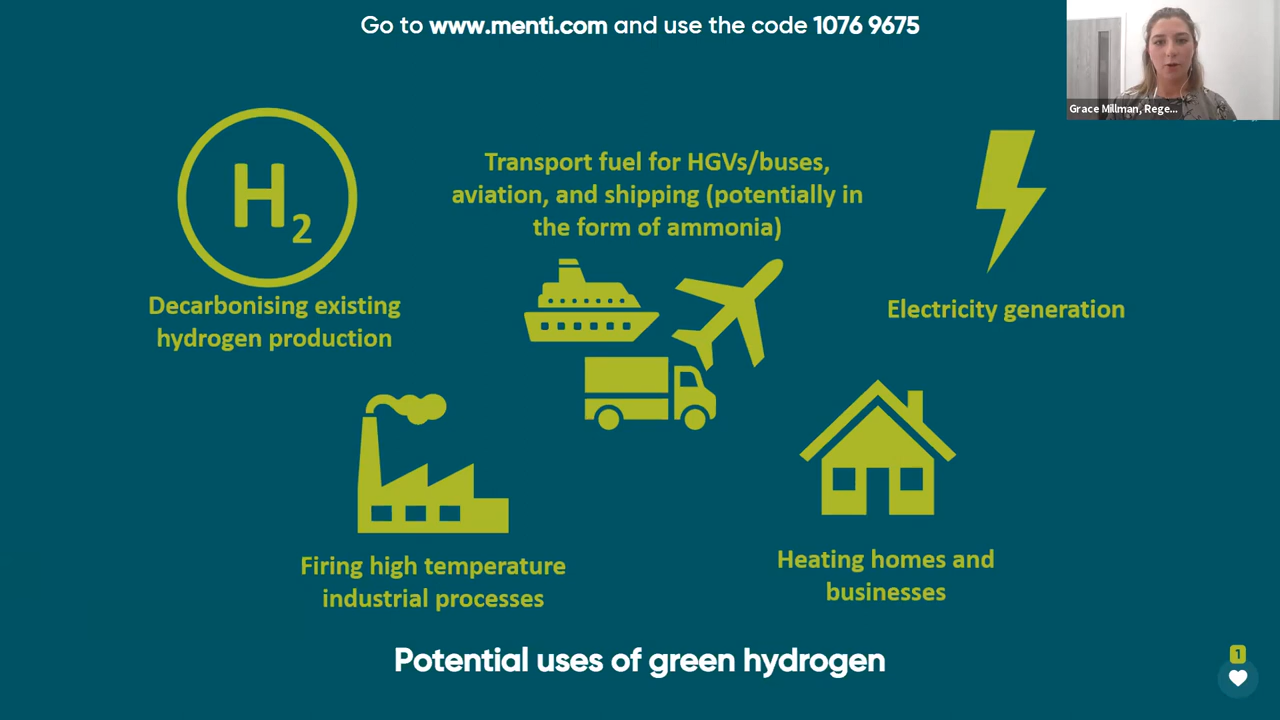 Go to www.menti.com and use the code 1076 9675
Grace Millman, Rege...
H2
Decarbonising existing
hydrogen production
Transport fuel for HGVs/buses,
aviation, and shipping (potentially in
the form of ammonia)
Electricity generation
Firing high temperature
industrial processes
Heating homes and
businesses
Potential uses of green hydrogen
1